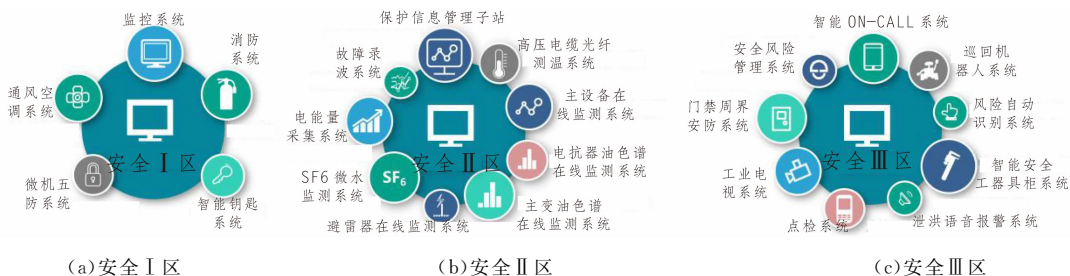 监控系统
消防
系统
通风空
调系统
安全Ⅰ区
微机五
防系统
智能钥匙
系统
(a)安全Ⅰ区
保护信息管理子站
高压电缆光纤
测温系统
故障录
波系统
主设备在
线监测系统
电能量
采集系统
安全Ⅱ区
电抗器油色谱
在线监测系统
SF6 微水
监测系统
SF6
主变油色谱
在线监测系统
避雷器在线监测系统
(b)安全Ⅱ区
智能 ON-CALL 系统
安全风险
管理系统
巡回机
器人系统
门禁周界
安防系统
风险自动
识别系统
安全Ⅲ区
工业电
视系统
智能安全
工器具柜系统
点检系统
泄洪语音报警系统
(c)安全Ⅲ区